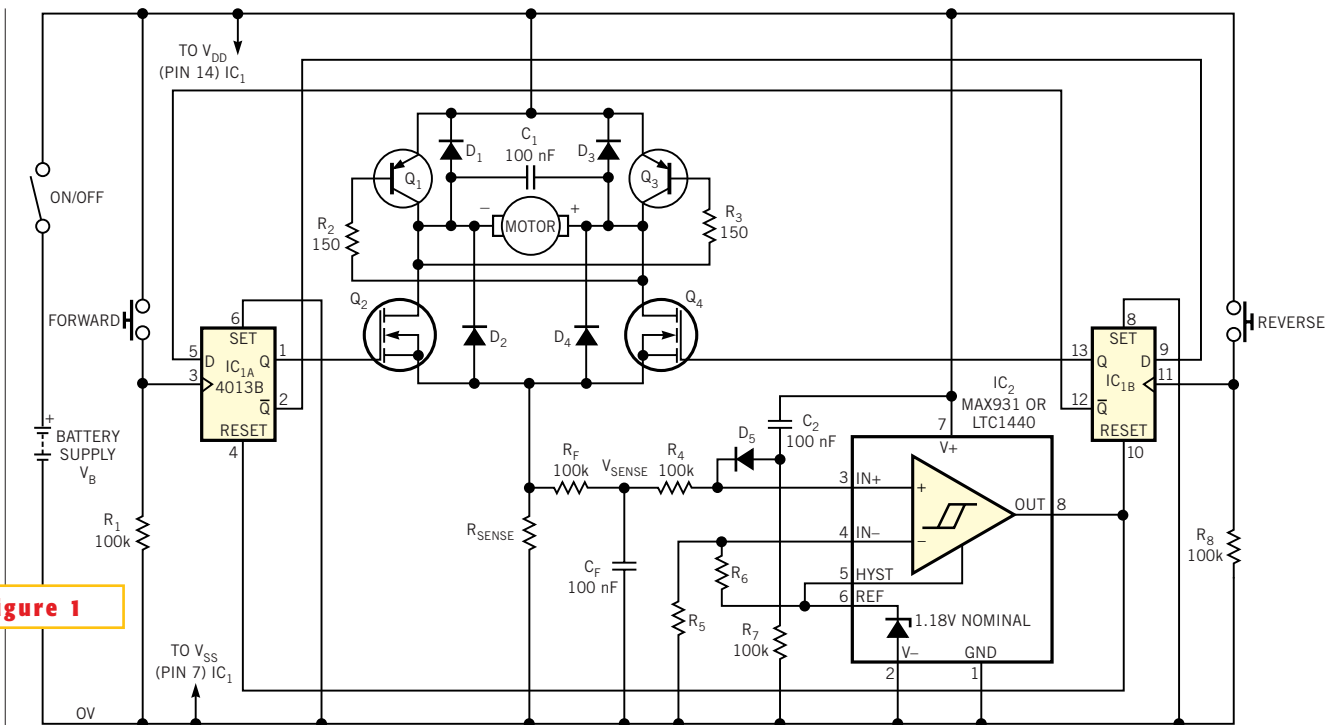 TO V_DD
(PIN 14) IC_1
ON/OFF
FORWARD
5
3
6
SET
D
Q
1
IC_1A
4013B
Q̅
2
RESET
4
+
BATTERY
SUPPLY
V_B
R_1
100k
TO V_SS
(PIN 7) IC_1
0V
igure 1
C_1
100 nF
D_1
D_3
Q_1
Q_3
R_2
150
R_3
150
− MOTOR +
Q_2
Q_4
D_2
D_4
R_F
100k
V_SENSE
R_4
100k
R_SENSE
C_F
100 nF
D_5
C_2
100 nF
IC_2
MAX931 OR
LTC1440
7
V+
3 IN+
+
4 IN−
−
OUT 8
5 HYST
6 REF
R_6
R_5
R_7
100k
1.18V NOMINAL
V−
2
GND
1
8
SET
13
Q
D
9
IC_1B
11
12
Q̅
RESET
10
REVERSE
R_8
100k